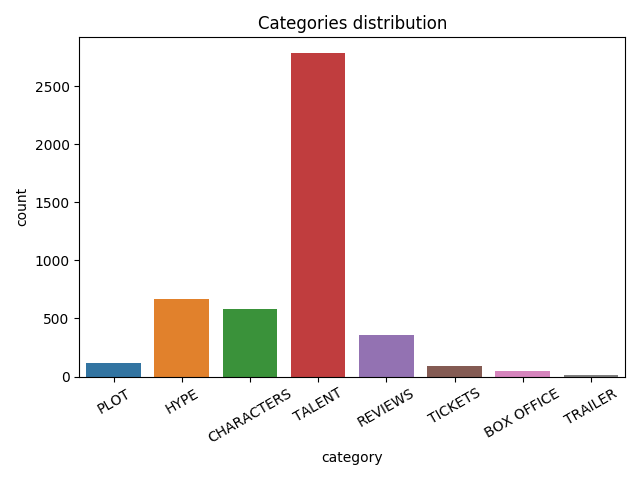 Categories distribution
count
2500
2000
1500
1000
500
0
PLOT
HYPE
CHARACTERS
TALENT
REVIEWS
TICKETS
BOX OFFICE
TRAILER
category